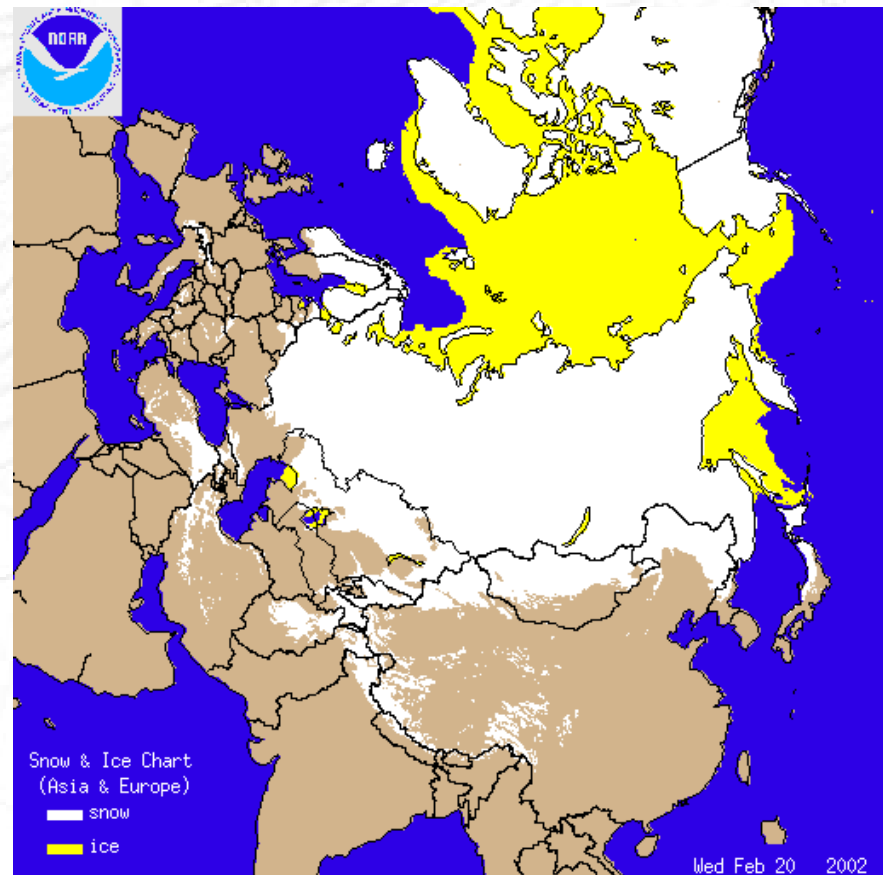 NOAA
Snow & Ice Chart
(Asia & Europe)
snow
ice
Wed Feb 20 2002